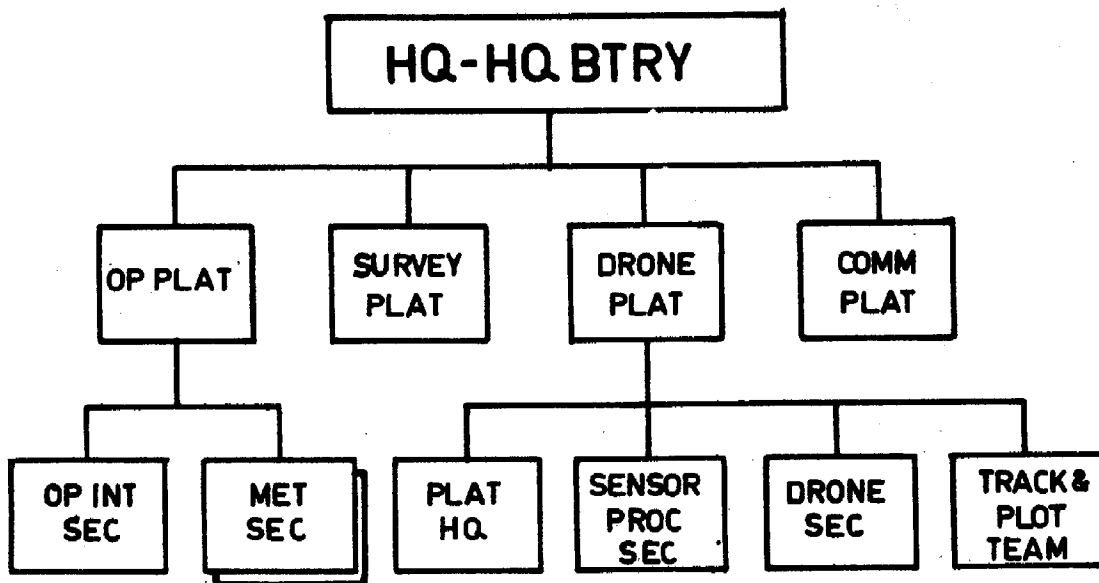 HQ-HQ BTRY
OP PLAT
SURVEY
PLAT
DRONE
PLAT
COMM
PLAT
OP INT
SEC
MET
SEC
PLAT
HQ
SENSOR
PROC
SEC
DRONE
SEC
TRACK &
PLOT
TEAM